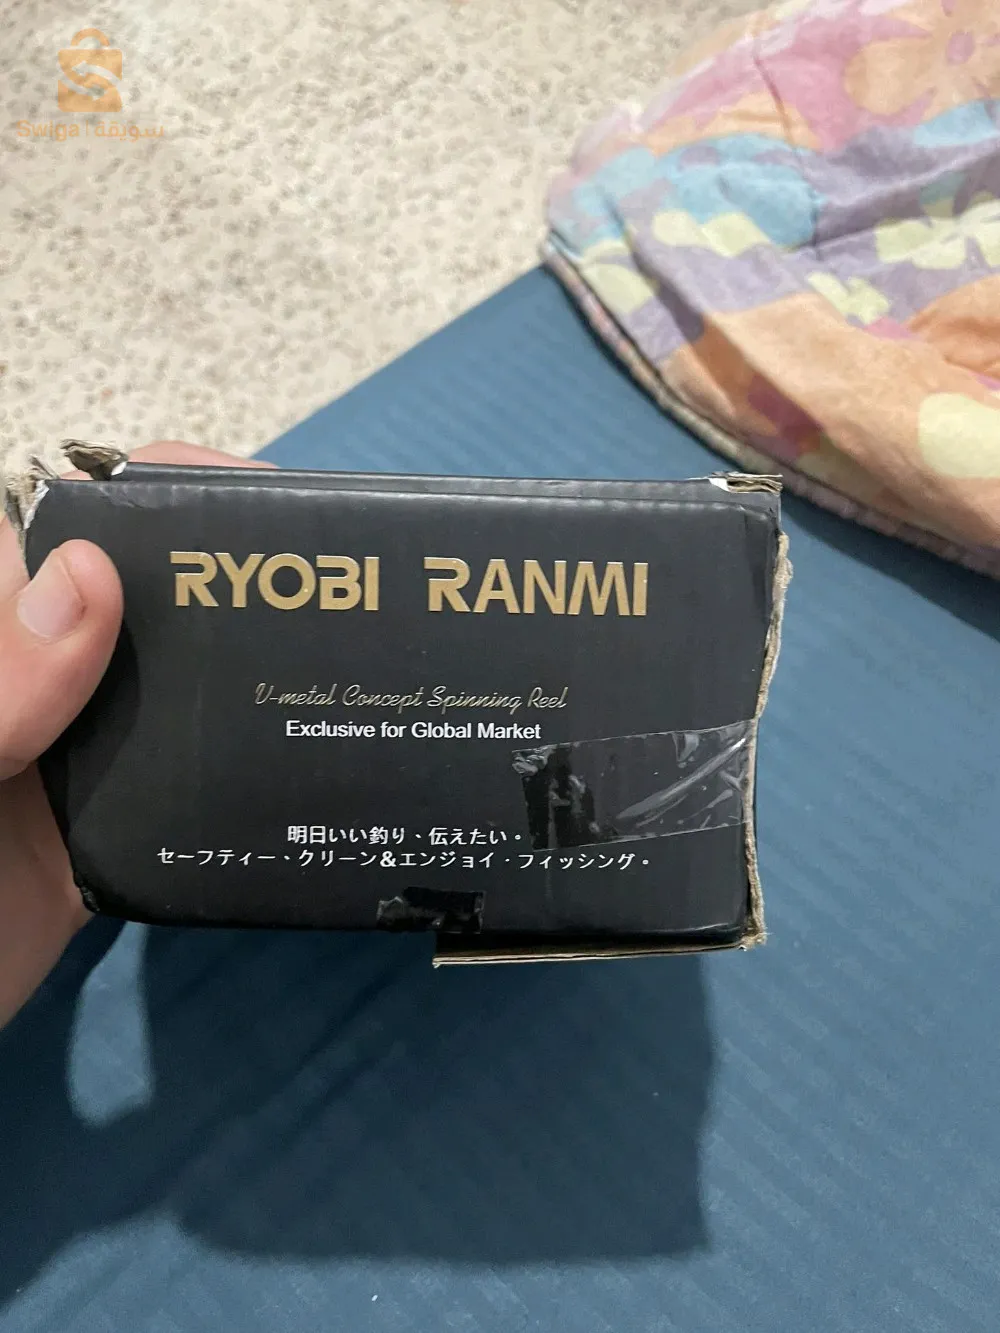 Swiga | سويقة
RYOBI RANMI
V-metal Concept Spinning Reel
Exclusive for Global Market
明日いい釣り、伝えたい。
セーフティー・クリーン&エンジョイ・フィッシング。